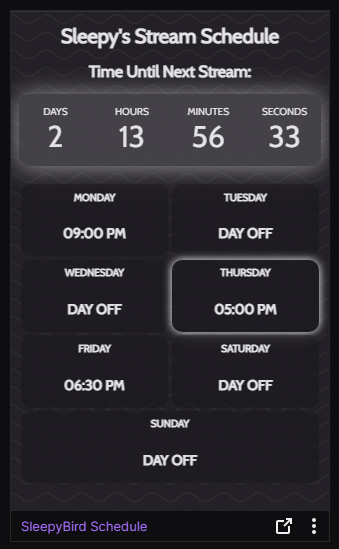 Sleepy's Stream Schedule
Time Until Next Stream:
DAYS HOURS MINUTES SECONDS
2 13 56 33
MONDAY TUESDAY
09:00 PM DAY OFF
WEDNESDAY THURSDAY
DAY OFF 05:00 PM
FRIDAY SATURDAY
06:30 PM DAY OFF
SUNDAY
DAY OFF
SleepyBird Schedule